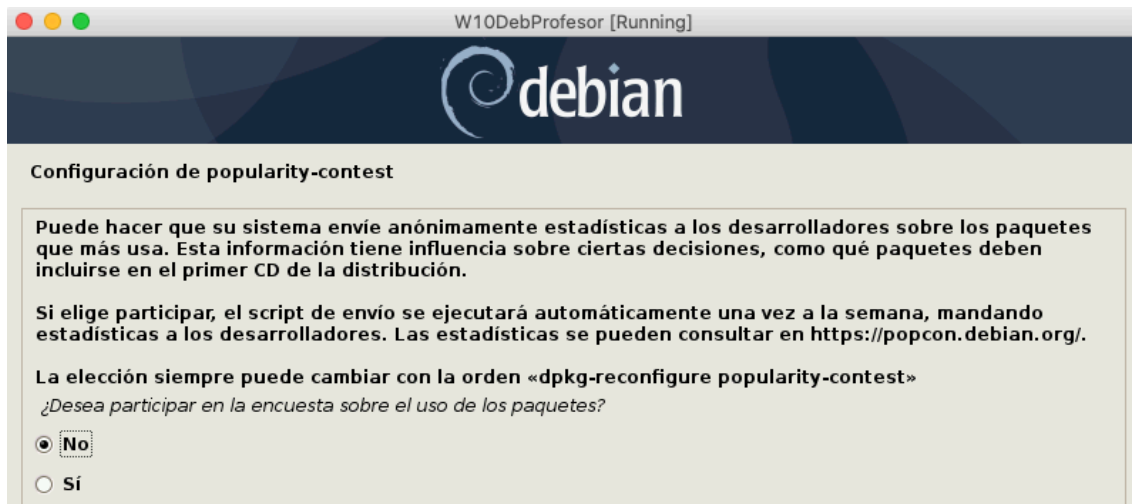 W10DebProfesor [Running]
debian
Configuración de popularity-contest
Puede hacer que su sistema envíe anónimamente estadísticas a los desarrolladores sobre los paquetes
que más usa. Esta información tiene influencia sobre ciertas decisiones, como qué paquetes deben
incluirse en el primer CD de la distribución.
Si elige participar, el script de envío se ejecutará automáticamente una vez a la semana, mandando
estadísticas a los desarrolladores. Las estadísticas se pueden consultar en https://popcon.debian.org/.
La elección siempre puede cambiar con la orden «dpkg-reconfigure popularity-contest»
¿Desea participar en la encuesta sobre el uso de los paquetes?
No
Sí